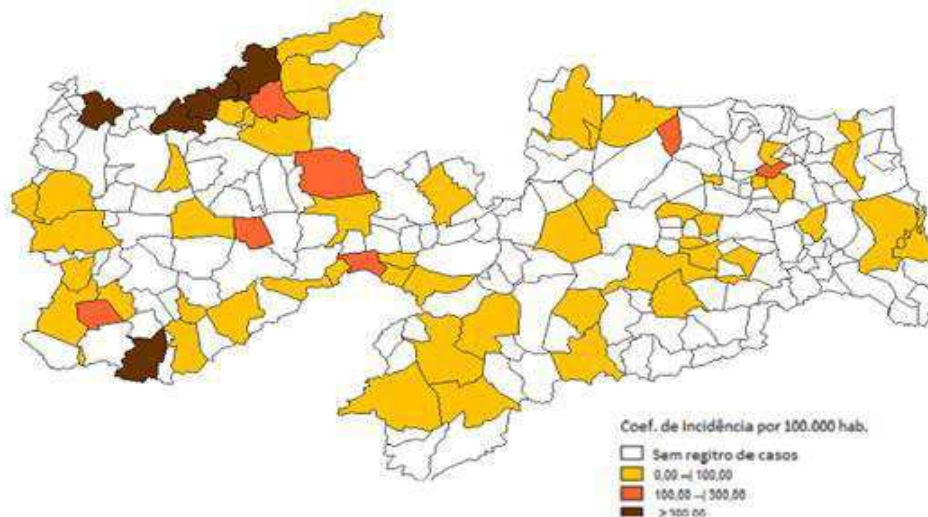 Coef. de Incidência por 100.000 hab.
Sem regitro de casos
0,00 --| 100,00
100,00 --| 300,00
≥ 300,00